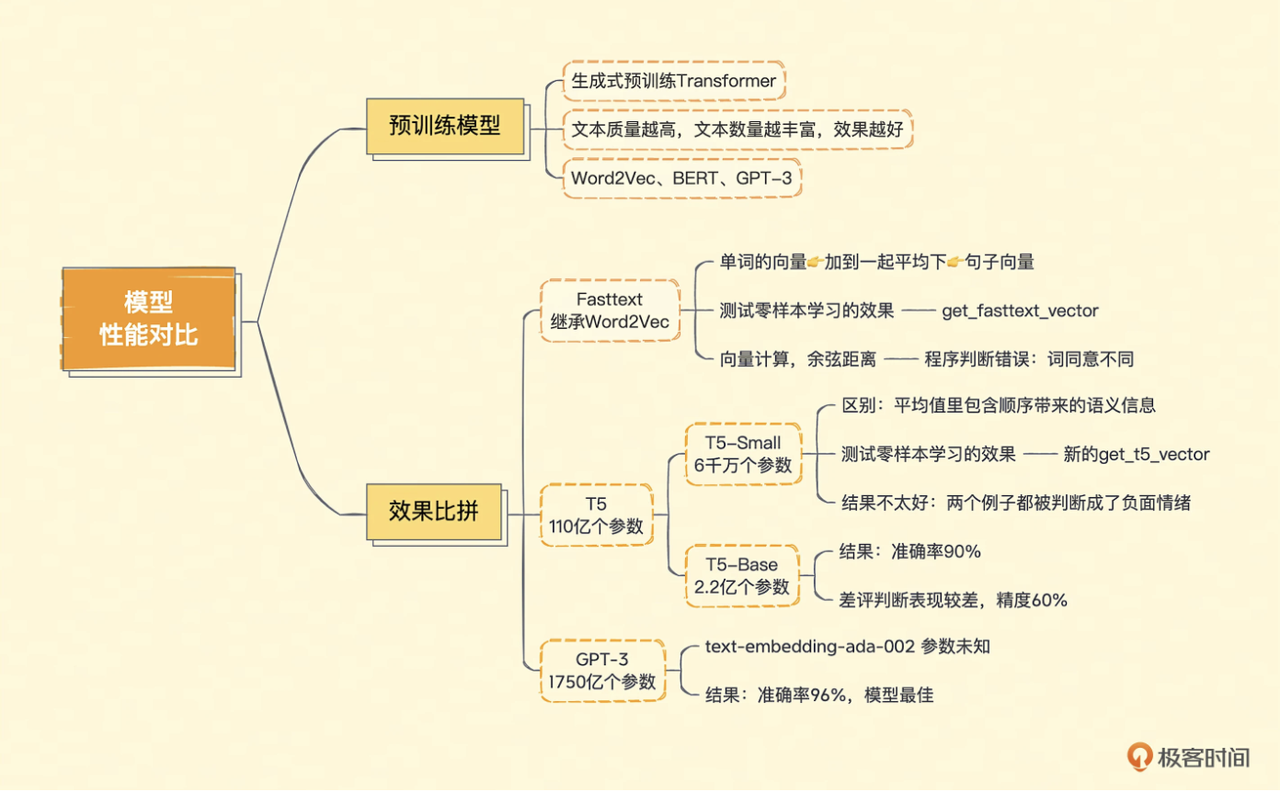 模型
性能对比
预训练模型
生成式预训练Transformer
文本质量越高，文本数量越丰富，效果越好
Word2Vec、BERT、GPT-3
效果比拼
Fasttext
继承Word2Vec
单词的向量👉加到一起平均下👉句子向量
测试零样本学习的效果 get_fasttext_vector
向量计算，余弦距离 程序判断错误：词同意不同
T5
110亿个参数
T5-Small
6千万个参数
区别：平均值里包含顺序带来的语义信息
测试零样本学习的效果 新的get_t5_vector
结果不太好：两个例子都被判断成了负面情绪
T5-Base
2.2亿个参数
结果：准确率90%
差评判断表现较差，精度60%
GPT-3
1750亿个参数
text-embedding-ada-002 参数未知
结果：准确率96%，模型最佳
极客时间